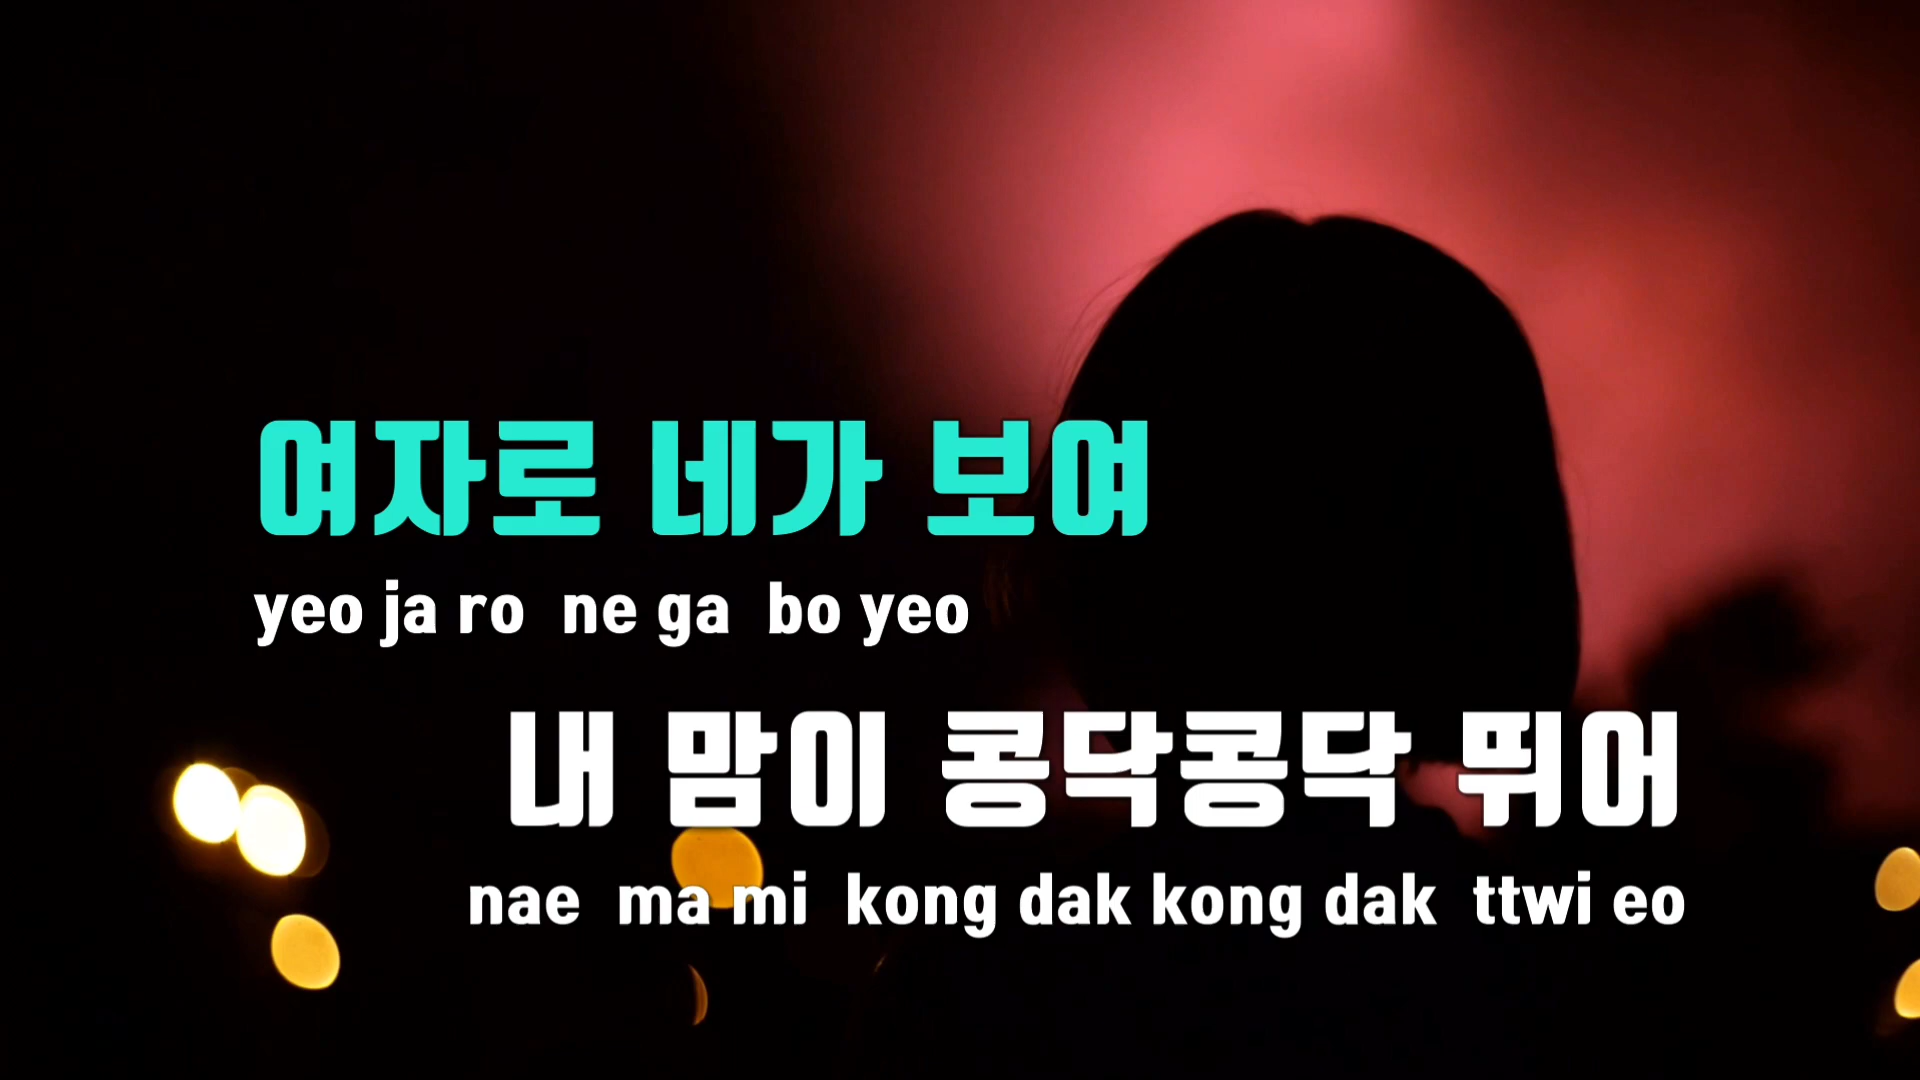 여자로 네가 보여
yeo ja ro ne ga bo yeo
내 맘이 콩닥콩닥 뛰어
nae ma mi kong dak kong dak ttwi eo